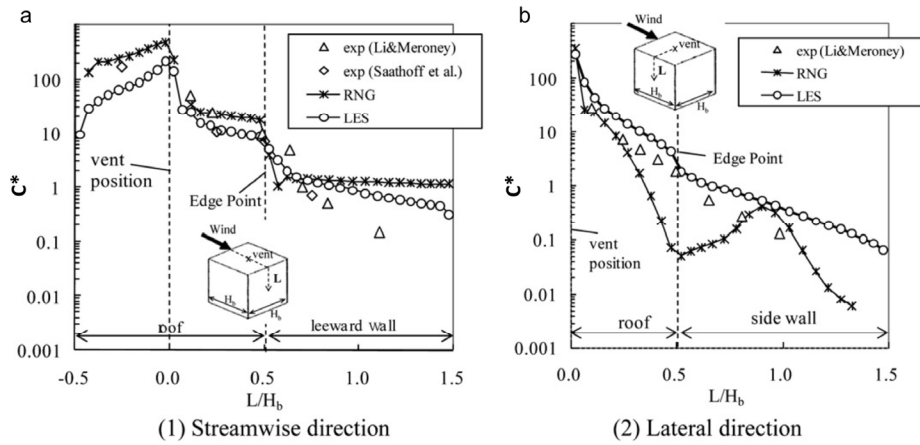 a
100
10
1
0.1
0.01
0.001
C*
exp (Li&Meroney)
exp (Saathoff et al.)
RNG
LES
vent
position
Edge Point
Wind
vent
L
Hb
Hb
roof
leeward wall
-0.5
0.0
0.5
1.0
1.5
L/Hb
(1) Streamwise direction
b
100
10
1
0.1
0.01
0.001
C*
Wind
vent
L
Hb
Hb
exp (Li&Meroney)
RNG
LES
Edge Point
vent
position
roof
side wall
0.0
0.5
1.0
1.5
L/Hb
(2) Lateral direction